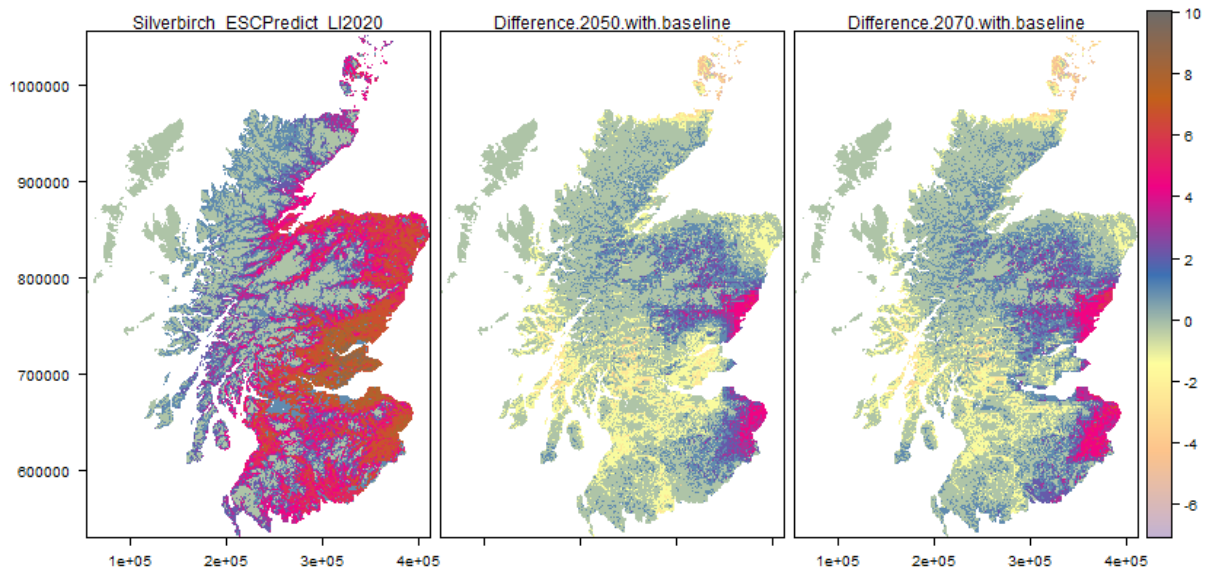 Silverbirch_ESCPredict_LI2020
Difference.2050.with.baseline
Difference.2070.with.baseline
1000000
900000
800000
700000
600000
1e+05
2e+05
3e+05
4e+05
1e+05
2e+05
3e+05
4e+05
10
8
6
4
2
0
-2
-4
-6